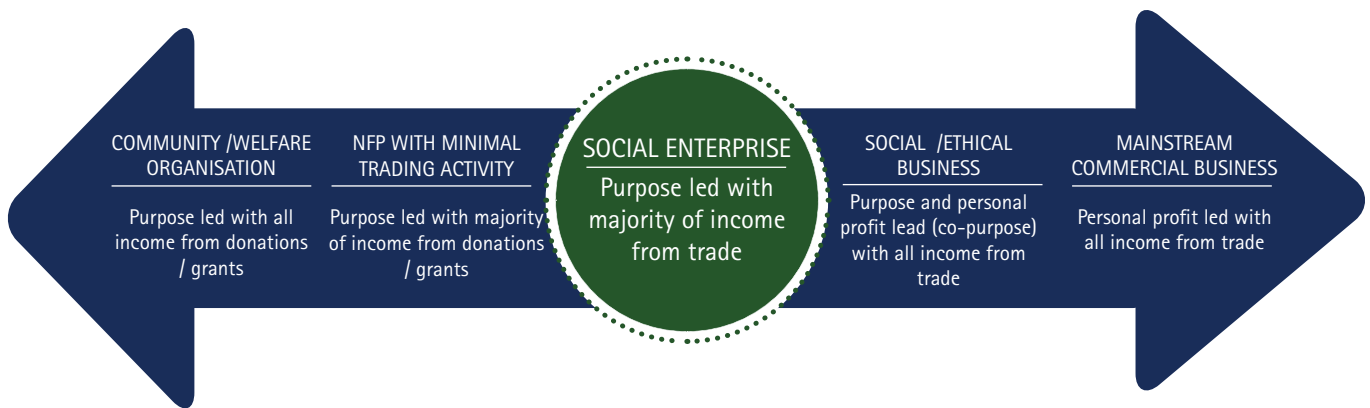 COMMUNITY /WELFARE
ORGANISATION
Purpose led with all
income from donations
/ grants
NFP WITH MINIMAL
TRADING ACTIVITY
Purpose led with majority
of income from donations
/ grants
SOCIAL ENTERPRISE
Purpose led with
majority of income
from trade
SOCIAL /ETHICAL
BUSINESS
Purpose and personal
profit lead (co-purpose)
with all income from
trade
MAINSTREAM
COMMERCIAL BUSINESS
Personal profit led with
all income from trade